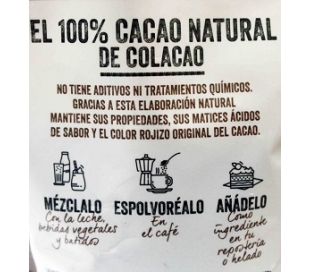 EL 100% CACAO NATURAL
DE COLACAO
NO TIENE ADITIVOS NI TRATAMIENTOS QUÍMICOS.
GRACIAS A ESTA ELABORACIÓN NATURAL
MANTIENE SUS PROPIEDADES, SUS MATICES ÁCIDOS
DE SABOR Y EL COLOR ROJIZO ORIGINAL DEL CACAO.
MÉZCLALO
Con la leche,
bebidas vegetales
y batidos
ESPOLVORÉALO
En
el café
AÑÁDELO
Como
ingrediente
en tu
repostería
o helado